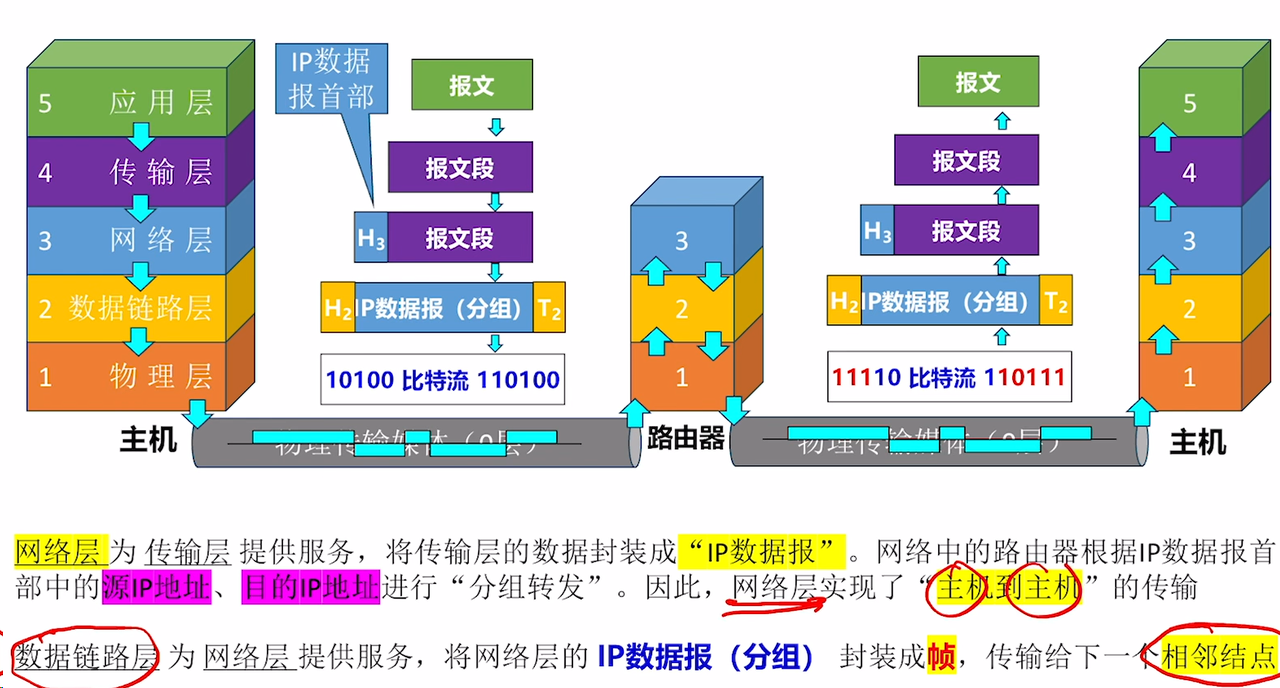 5 应用层
4 传输层
3 网络层
2 数据链路层
1 物理层
主机
IP数据
报首部
报文
报文段
H3 报文段
H2 IP数据报（分组） T2
10100 比特流 110100
物理传输媒体（0层）
3
2
1
路由器
报文
报文段
H3 报文段
H2 IP数据报（分组） T2
11110 比特流 110111
物理传输媒体（0层）
5
4
3
2
1
主机
网络层 为 传输层 提供服务，将传输层的数据封装成“IP数据报”。网络中的路由器根据IP数据报首
部中的源IP地址、目的IP地址进行“分组转发”。因此，网络层实现了“主机到主机”的传输
数据链路层 为 网络层 提供服务，将网络层的 IP数据报（分组） 封装成帧，传输给下一个相邻结点